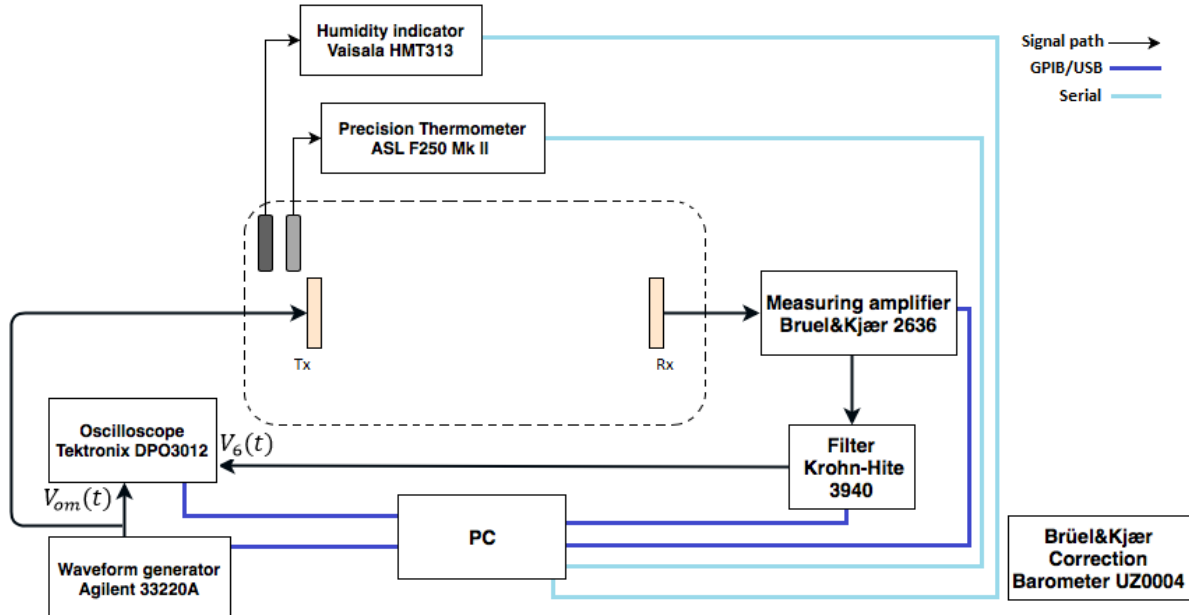 Humidity indicator
Vaisala HMT313
Signal path
GPIB/USB
Serial
Precision Thermometer
ASL F250 Mk II
Measuring amplifier
Bruel&Kjær 2636
Tx
Rx
Oscilloscope
Tektronix DPO3012
V₆(t)
Filter
Krohn-Hite
3940
Vₒₘ(t)
PC
Waveform generator
Agilent 33220A
Brüel&Kjær
Correction
Barometer UZ0004